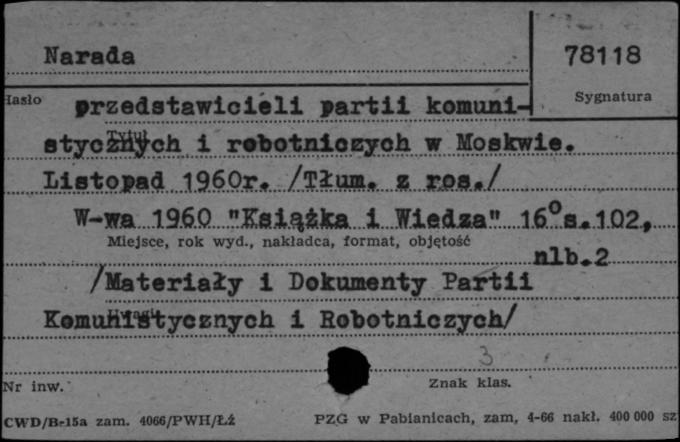 Narada
78118
Hasło
Sygnatura
przedstawicieli partii komuni-
Tytuł
stycznych i robotniczych w Moskwie.
Listopad 1960r. /Tłum. z ros./
W-wa 1960 "Książka i Wiedza" 16° s.102,
Miejsce, rok wyd., nakładca, format, objętość
nlb.2
/Materiały i Dokumenty Partii
Uwagi
Komunistycznych i Robotniczych/
3
Nr inw.
Znak klas.
CWD/B-15a zam. 4066/PWH/Łź
PZG w Pabianicach, zam, 4-66 nakł. 400 000 sz